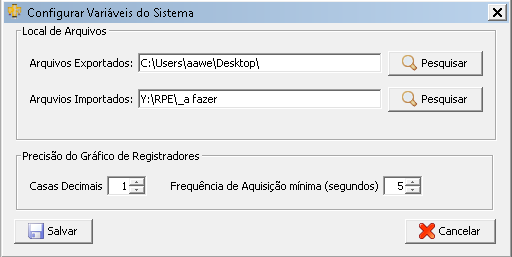 Configurar Variáveis do Sistema
Local de Arquivos
Arquivos Exportados: C:\Users\aawe\Desktop\ Pesquisar
Arquvios Importados: Y:\RPE\_a fazer Pesquisar
Precisão do Gráfico de Registradores
Casas Decimais 1 Frequência de Aquisição mínima (segundos) 5
Salvar Cancelar